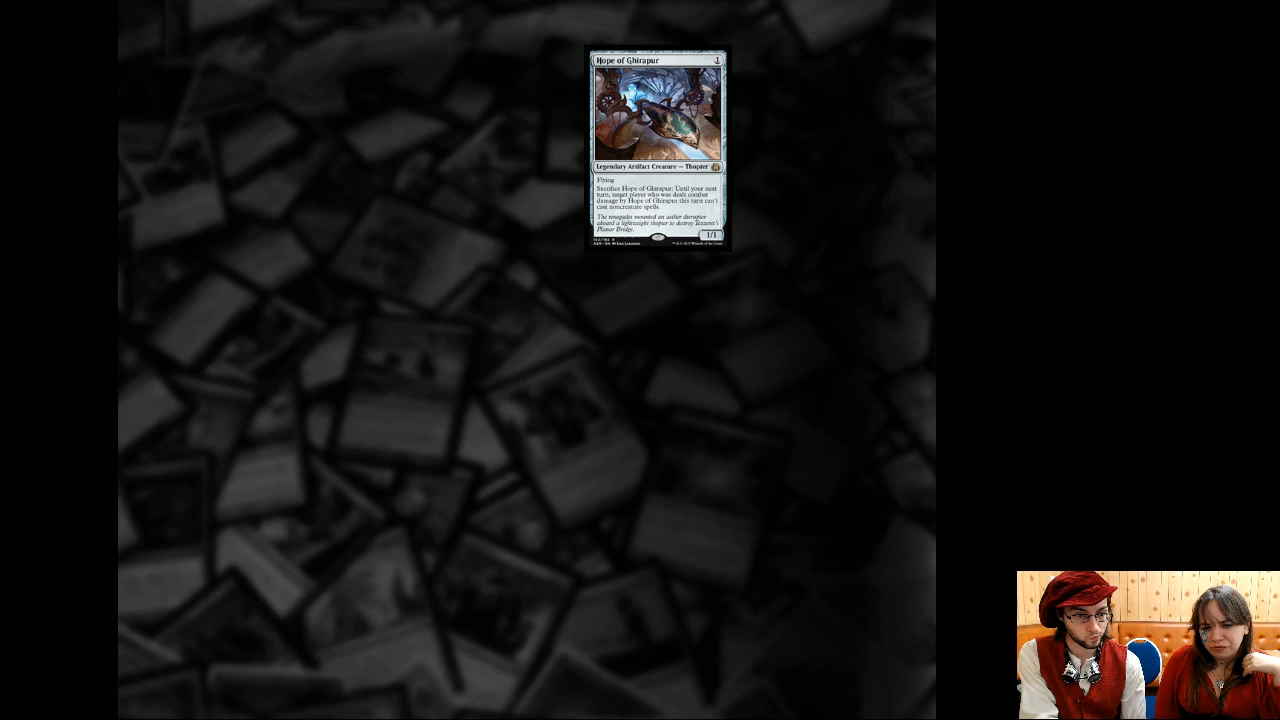 Hope of Ghirapur 1
Legendary Artifact Creature — Thopter
Flying
Sacrifice Hope of Ghirapur: Until your next
turn, target player who was dealt combat
damage by Hope of Ghirapur this turn can't
cast noncreature spells.
The renegades mounted an aether disruptor
aboard a lightweight thopter to destroy Tezzeret's
Planar Bridge.
1/1